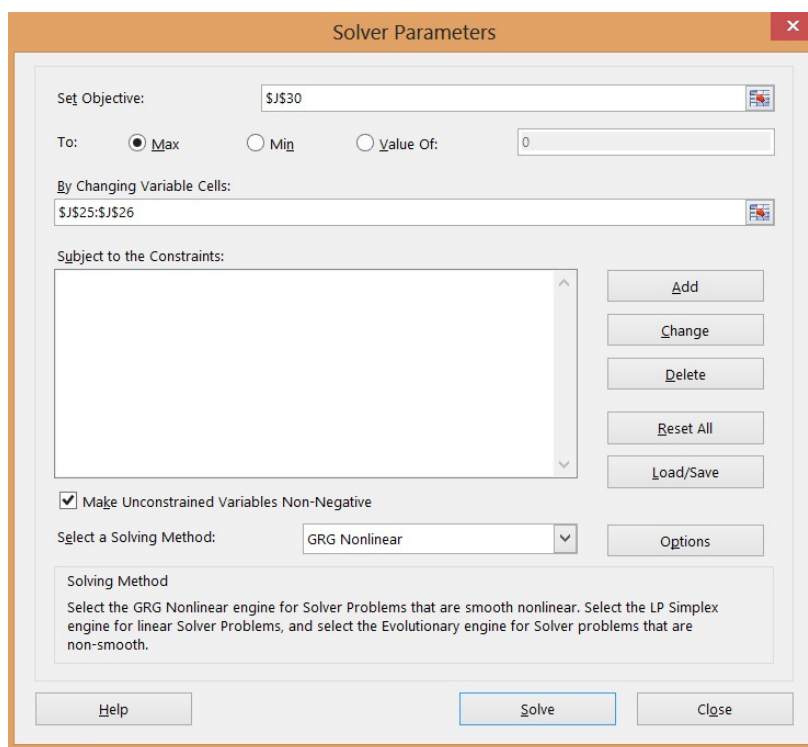 Solver Parameters
Set Objective: $J$30
To: Max Min Value Of: 0
By Changing Variable Cells:
$J$25:$J$26
Subject to the Constraints:
Add
Change
Delete
Reset All
Load/Save
Make Unconstrained Variables Non-Negative
Select a Solving Method: GRG Nonlinear Options
Solving Method
Select the GRG Nonlinear engine for Solver Problems that are smooth nonlinear. Select the LP Simplex
engine for linear Solver Problems, and select the Evolutionary engine for Solver problems that are
non-smooth.
Help Solve Close